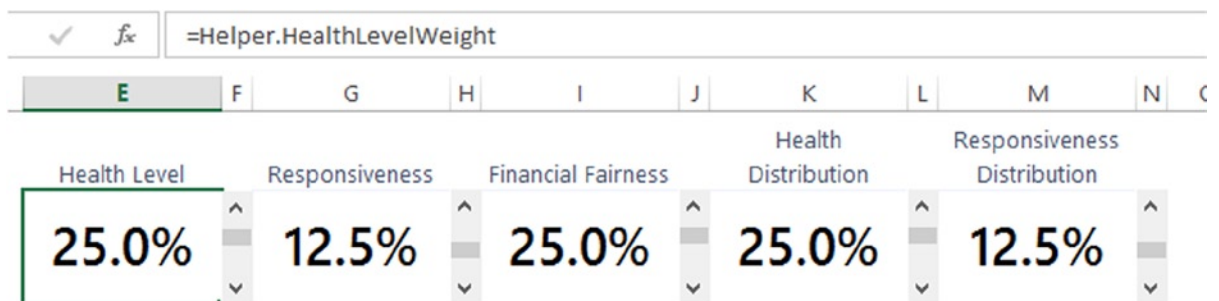 fx =Helper.HealthLevelWeight
E F G H I J K L M N
Health Level Responsiveness Financial Fairness Health Distribution Responsiveness Distribution
25.0% 12.5% 25.0% 25.0% 12.5%